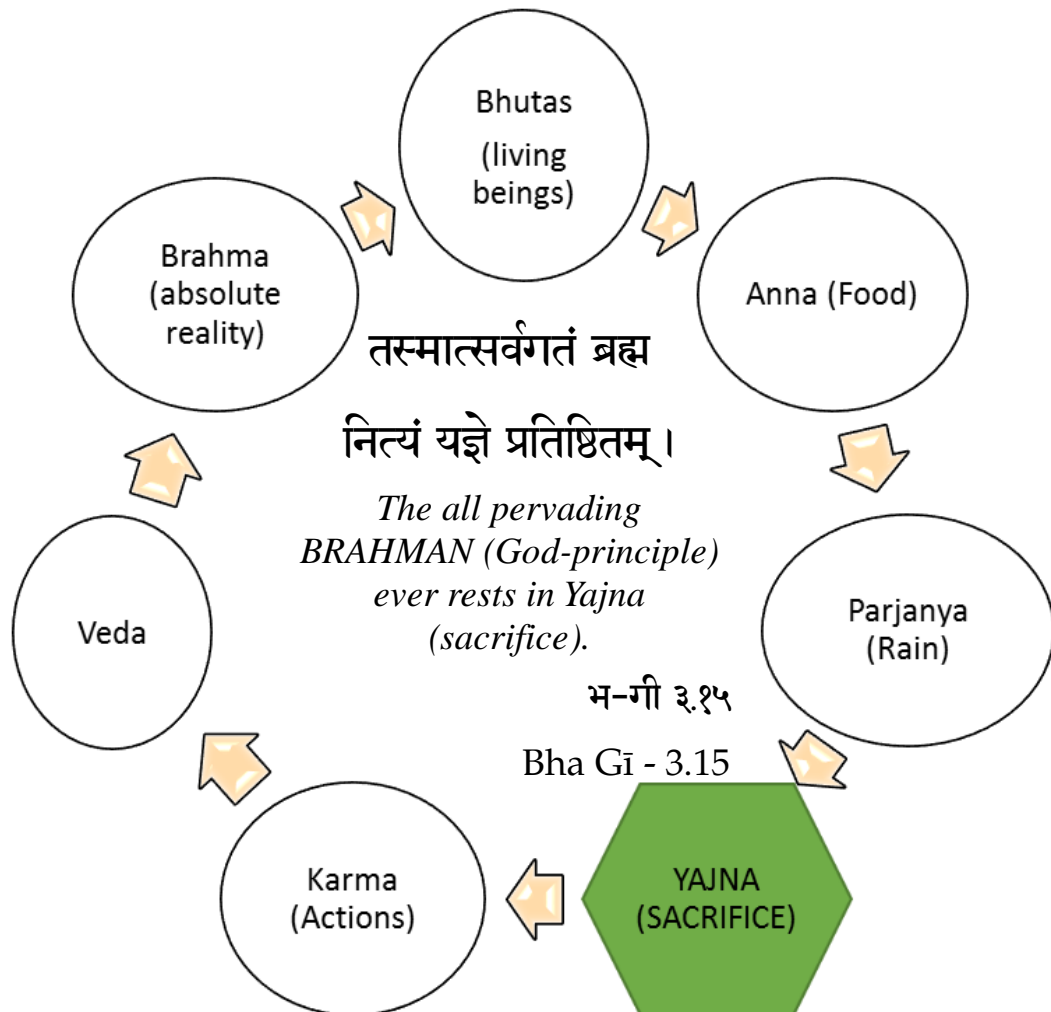 Bhutas
(living
beings)
Anna (Food)
Parjanya
(Rain)
YAJNA
(SACRIFICE)
Karma
(Actions)
Veda
Brahma
(absolute
reality)
तस्मात्सर्वगतं ब्रह्म
नित्यं यज्ञे प्रतिष्ठितम् ।
The all pervading
BRAHMAN (God-principle)
ever rests in Yajna
(sacrifice).
भ-गी ३.१५
Bha Gī - 3.15